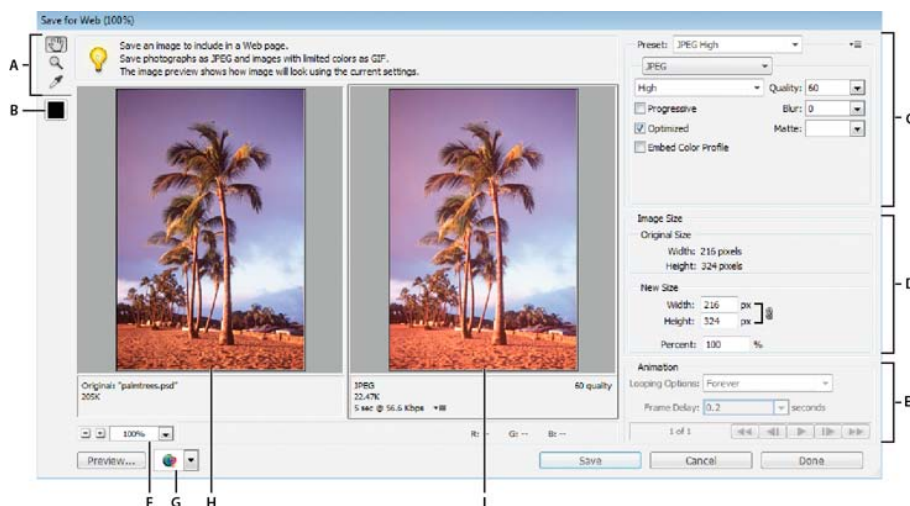 Save for Web (100%)
A
B
Save an image to include in a Web page.
Save photographs as JPEG and images with limited colors as GIF.
The image preview shows how image will look using the current settings.
Original: "palmtrees.psd"
205K
JPEG
60 quality
22.47K
5 sec @ 56.6 Kbps
100%
R: -- G: -- B: --
Preview...
Save
Cancel
Done
Preset: JPEG High
JPEG
High
Quality: 60
Progressive
Blur: 0
Optimized
Matte:
Embed Color Profile
C
Image Size
Original Size
Width: 216 pixels
Height: 324 pixels
New Size
Width: 216 px
Height: 324 px
Percent: 100 %
D
Animation
Looping Options: Forever
Frame Delay: 0.2 seconds
1 of 1
E
F
G
H
I